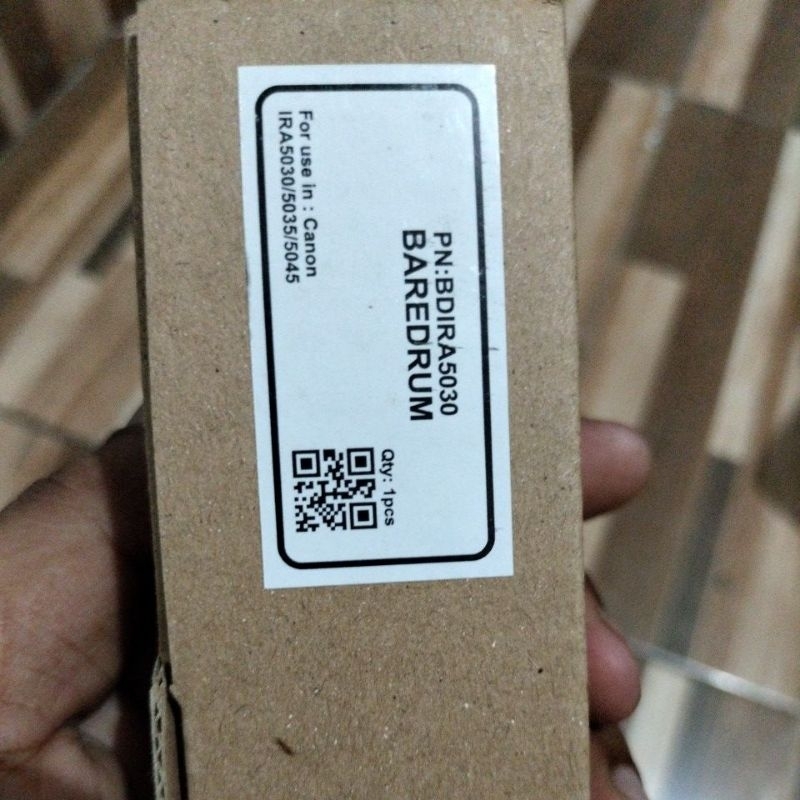 PN:BDIRA5030
BAREDRUM
Qty: 1pcs
For use in : Canon
IRA5030/5035/5045